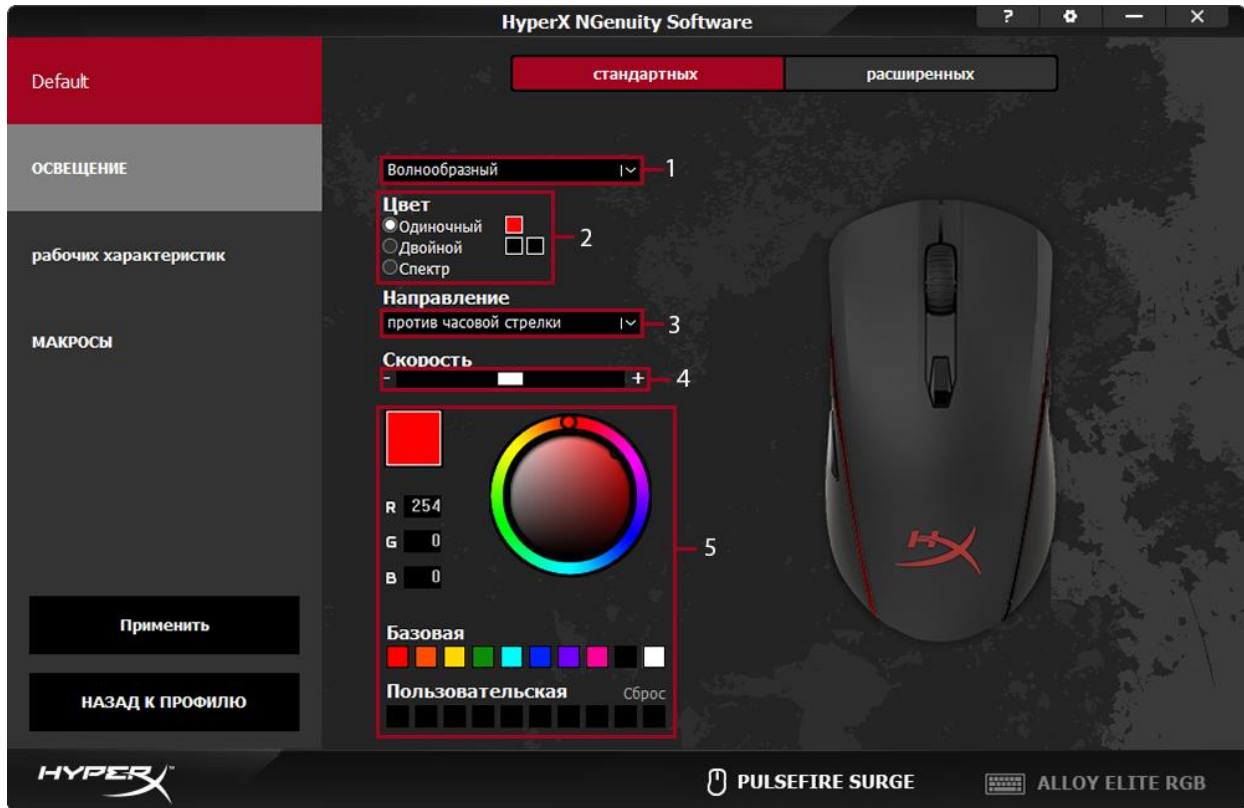 HyperX NGenuity Software
?
Default
стандартных
расширенных
ОСВЕЩЕНИЕ
Волнообразный
1
Цвет
Одиночный
Двойной
Спектр
2
рабочих характеристик
Направление
против часовой стрелки
3
МАКРОСЫ
Скорость
- +
4
R 254
G 0
B 0
5
HX
Применить
Базовая
НАЗАД К ПРОФИЛЮ
Пользовательская
Сброс
HYPERX™
PULSEFIRE SURGE
ALLOY ELITE RGB